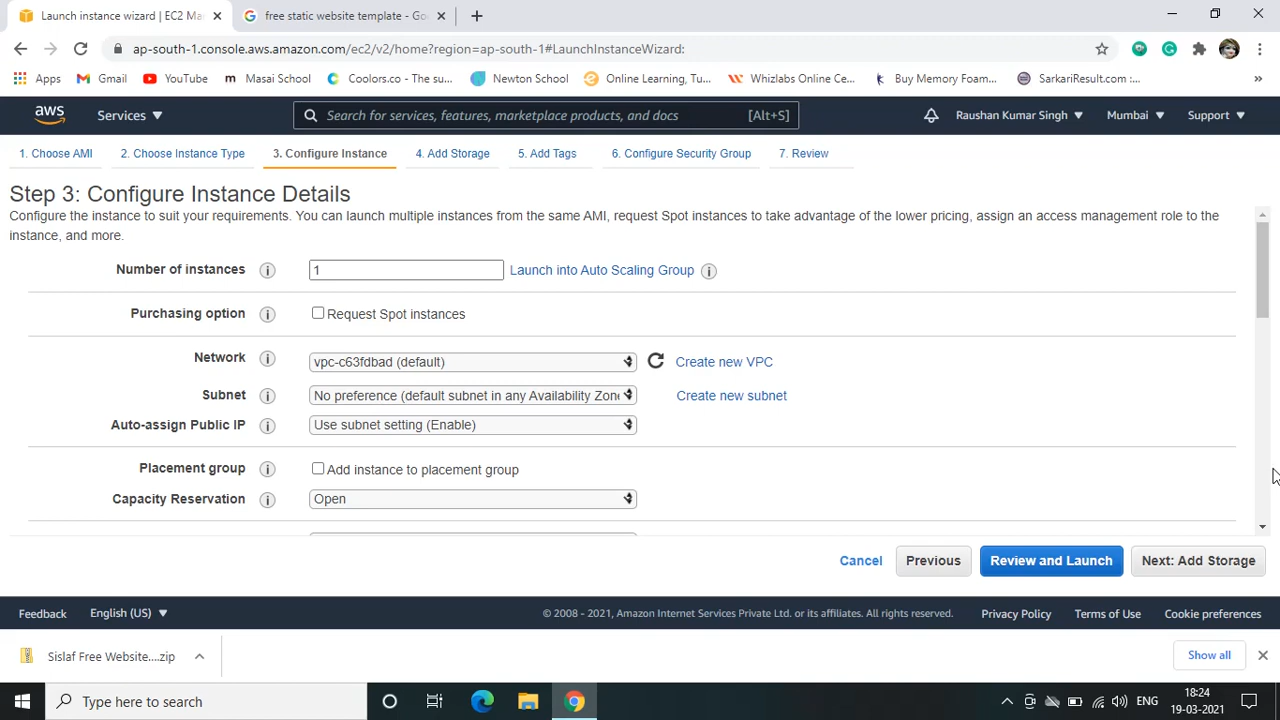 Launch instance wizard | EC2 Ma
free static website template - Go
ap-south-1.console.aws.amazon.com/ec2/v2/home?region=ap-south-1#LaunchInstanceWizard:
Apps
Gmail
YouTube
Masai School
Coolors.co - The su...
Newton School
Online Learning, Tu...
Whizlabs Online Ce...
Buy Memory Foam...
SarkariResult.com :...
»
aws
Services
Search for services, features, marketplace products, and docs
[Alt+S]
Raushan Kumar Singh
Mumbai
Support
1. Choose AMI
2. Choose Instance Type
3. Configure Instance
4. Add Storage
5. Add Tags
6. Configure Security Group
7. Review
Step 3: Configure Instance Details
Configure the instance to suit your requirements. You can launch multiple instances from the same AMI, request Spot instances to take advantage of the lower pricing, assign an access management role to the
instance, and more.
Number of instances
1
Launch into Auto Scaling Group
Purchasing option
Request Spot instances
Network
vpc-c63fdbad (default)
Create new VPC
Subnet
No preference (default subnet in any Availability Zone
Create new subnet
Auto-assign Public IP
Use subnet setting (Enable)
Placement group
Add instance to placement group
Capacity Reservation
Open
Cancel
Previous
Review and Launch
Next: Add Storage
Feedback
English (US)
© 2008 - 2021, Amazon Internet Services Private Ltd. or its affiliates. All rights reserved.
Privacy Policy
Terms of Use
Cookie preferences
Sislaf Free Website....zip
Show all
Type here to search
ENG
18:24
19-03-2021